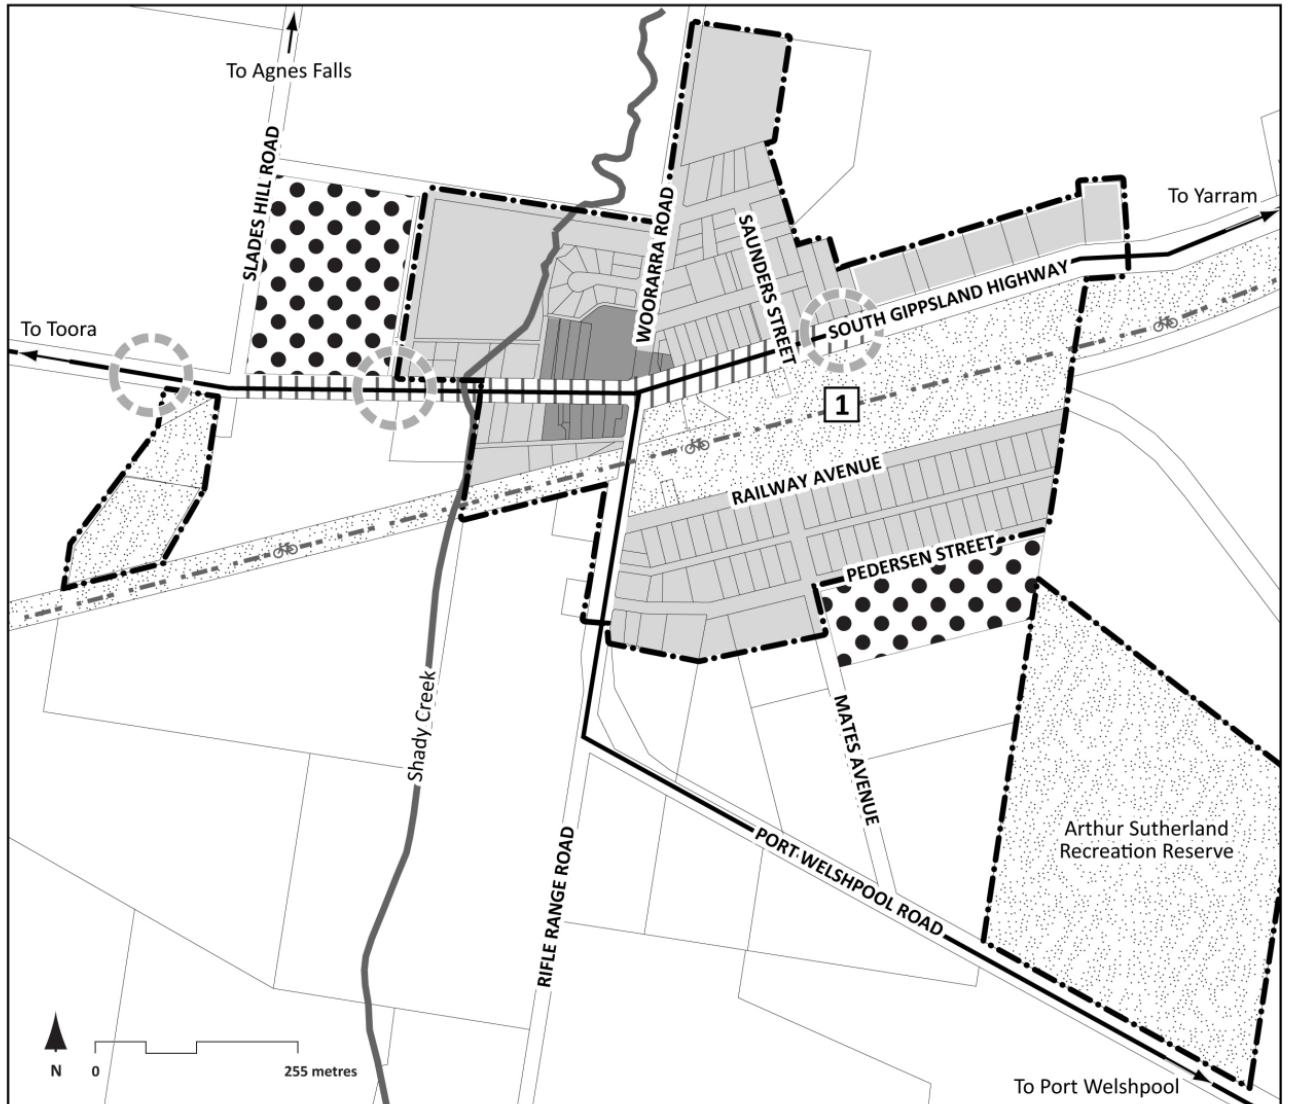 To Agnes Falls
SLADES HILL ROAD
WOORARRA ROAD
SAUNDERS STREET
To Yarram
SOUTH GIPPSLAND HIGHWAY
To Toora
1
RAILWAY AVENUE
PEDERSEN STREET
Shady Creek
MATES AVENUE
Arthur Sutherland
Recreation Reserve
PORT WELSHPOOL ROAD
RIFLE RANGE ROAD
N
0
255 metres
To Port Welshpool